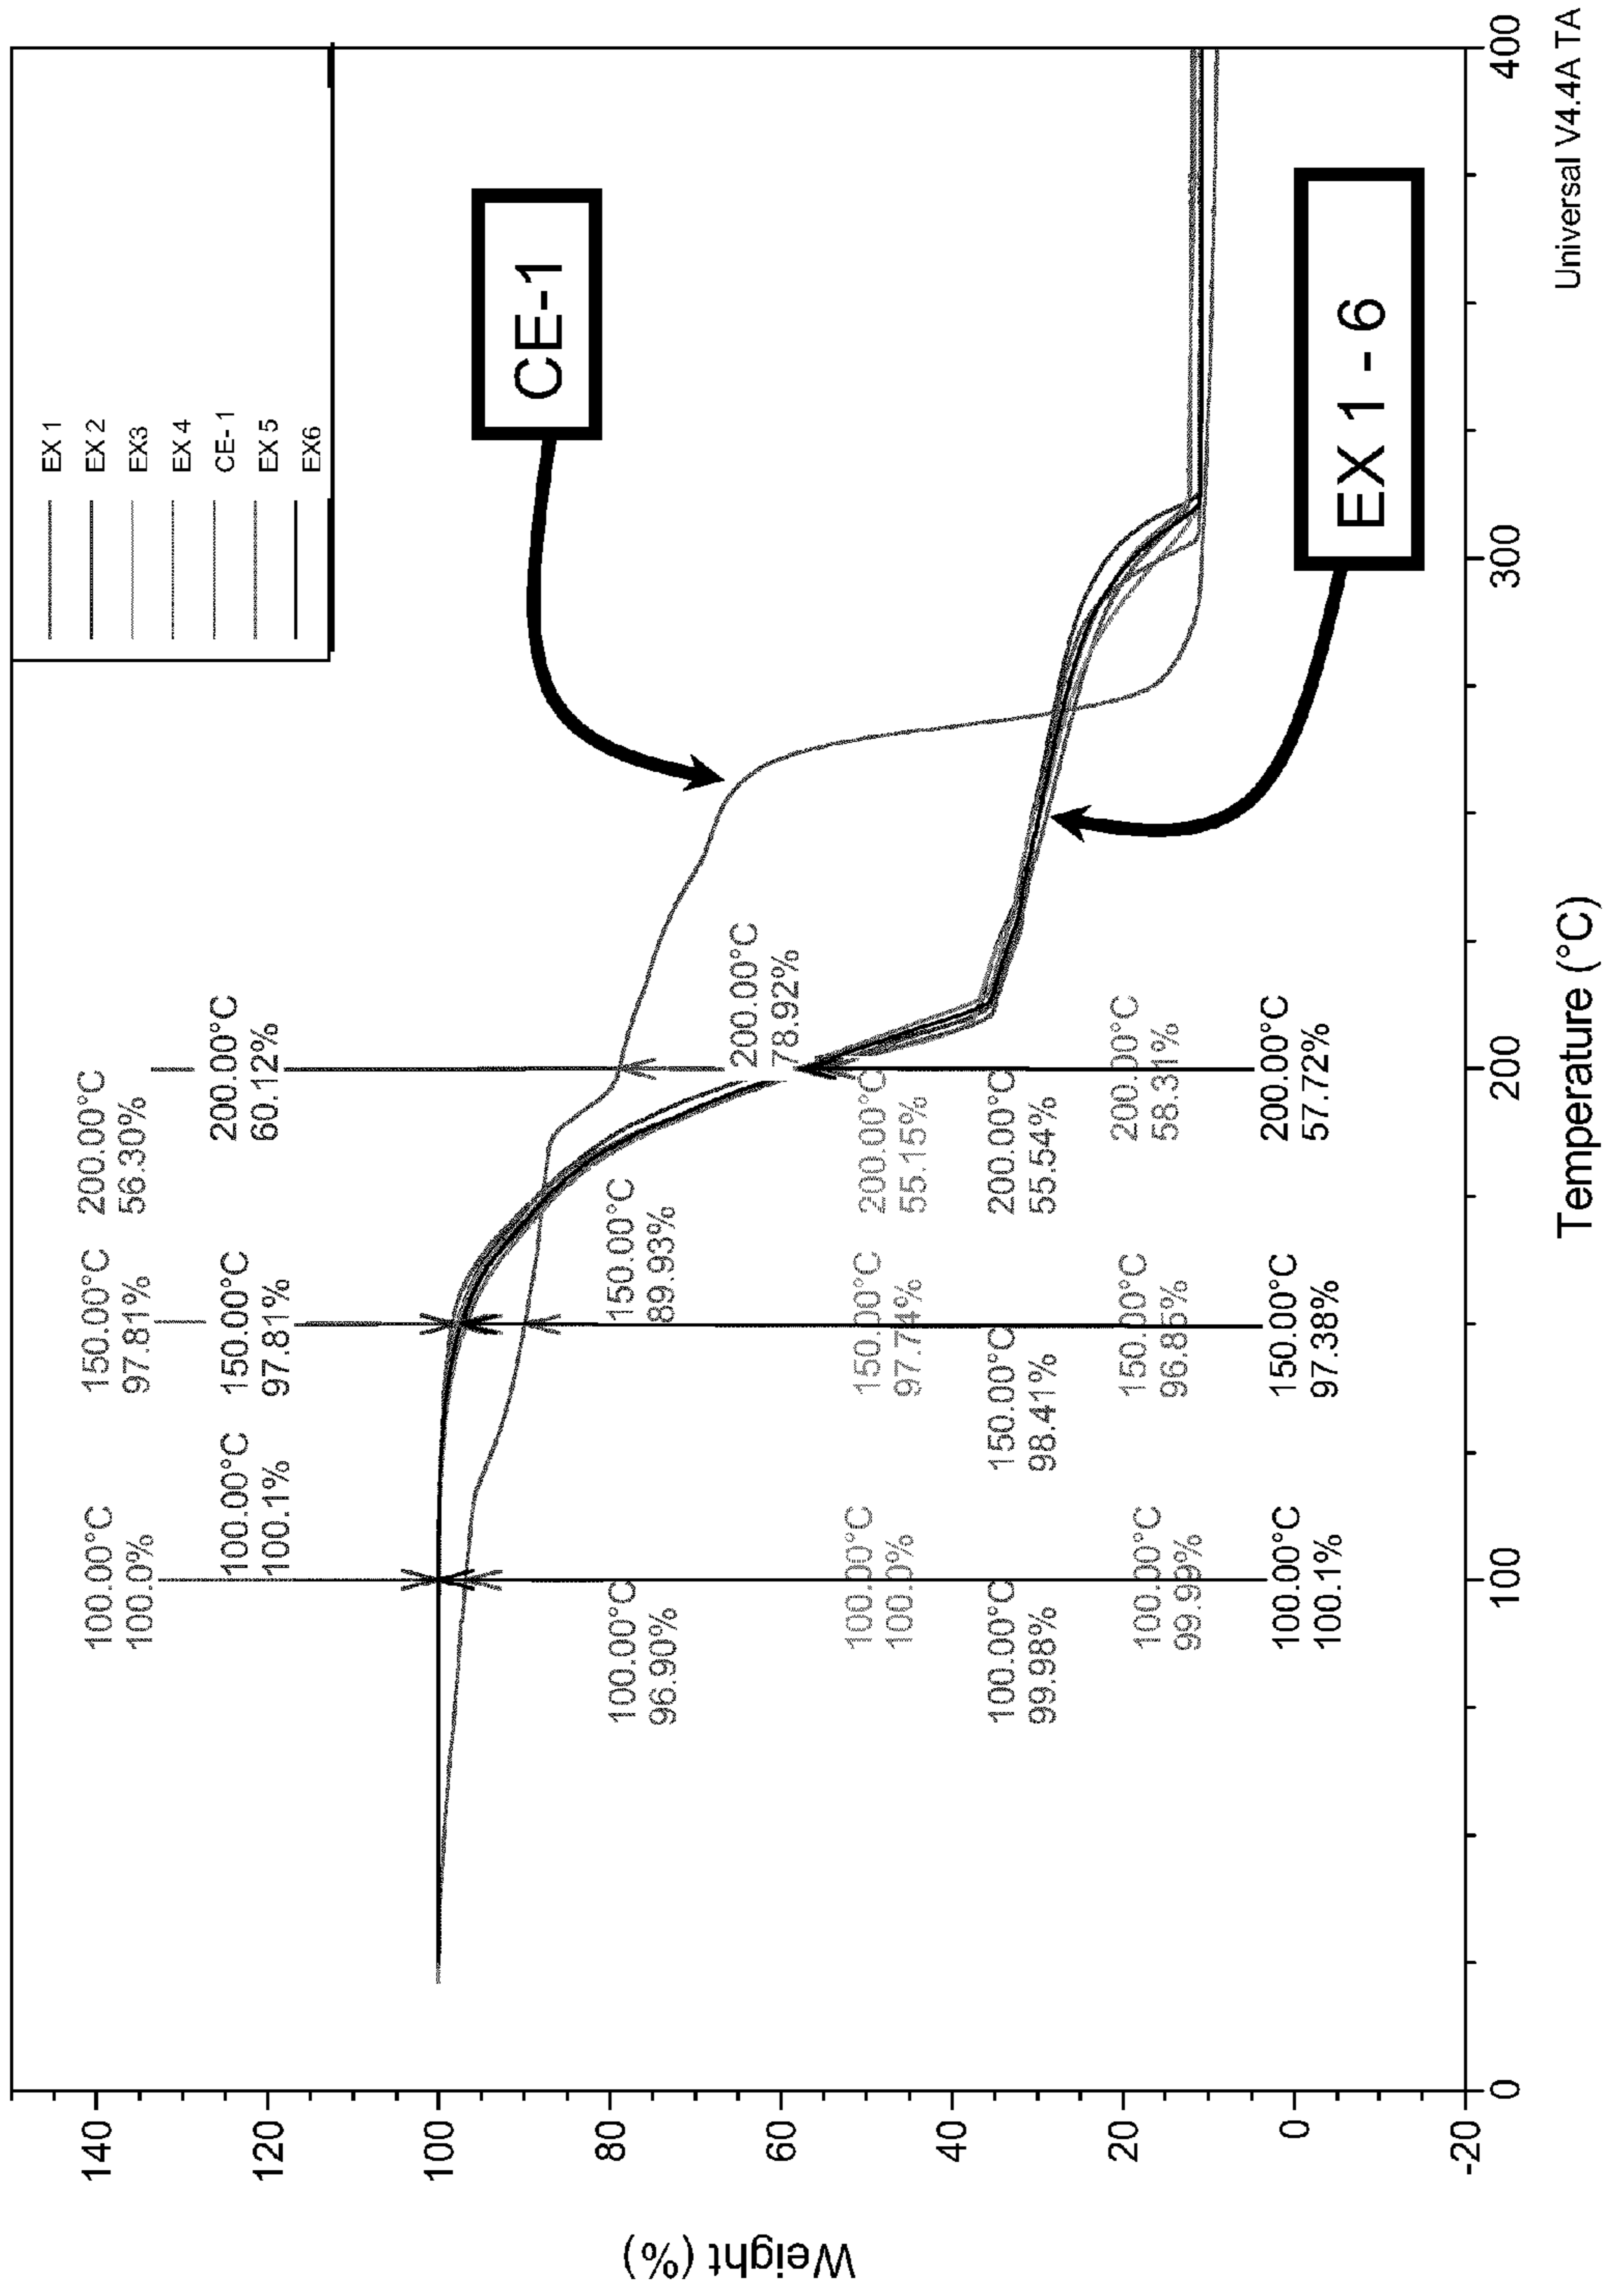 EX 1
EX 2
EX3
EX 4
CE- 1
EX 5
EX6
CE-1
EX 1 - 6
100.00°C
100.0%
150.00°C
97.81%
200.00°C
56.30%
100.00°C
100.1%
150.00°C
97.81%
200.00°C
60.12%
100.00°C
96.90%
150.00°C
89.93%
200.00°C
78.92%
100.00°C
100.0%
150.00°C
97.74%
200.00°C
55.15%
100.00°C
99.98%
150.00°C
98.41%
200.00°C
55.54%
100.00°C
99.99%
150.00°C
96.85%
200.00°C
58.31%
100.00°C
100.1%
150.00°C
97.38%
200.00°C
57.72%
140
120
100
80
60
40
20
0
-20
Weight (%)
0
100
200
300
400
Temperature (°C)
Universal V4.4A TA